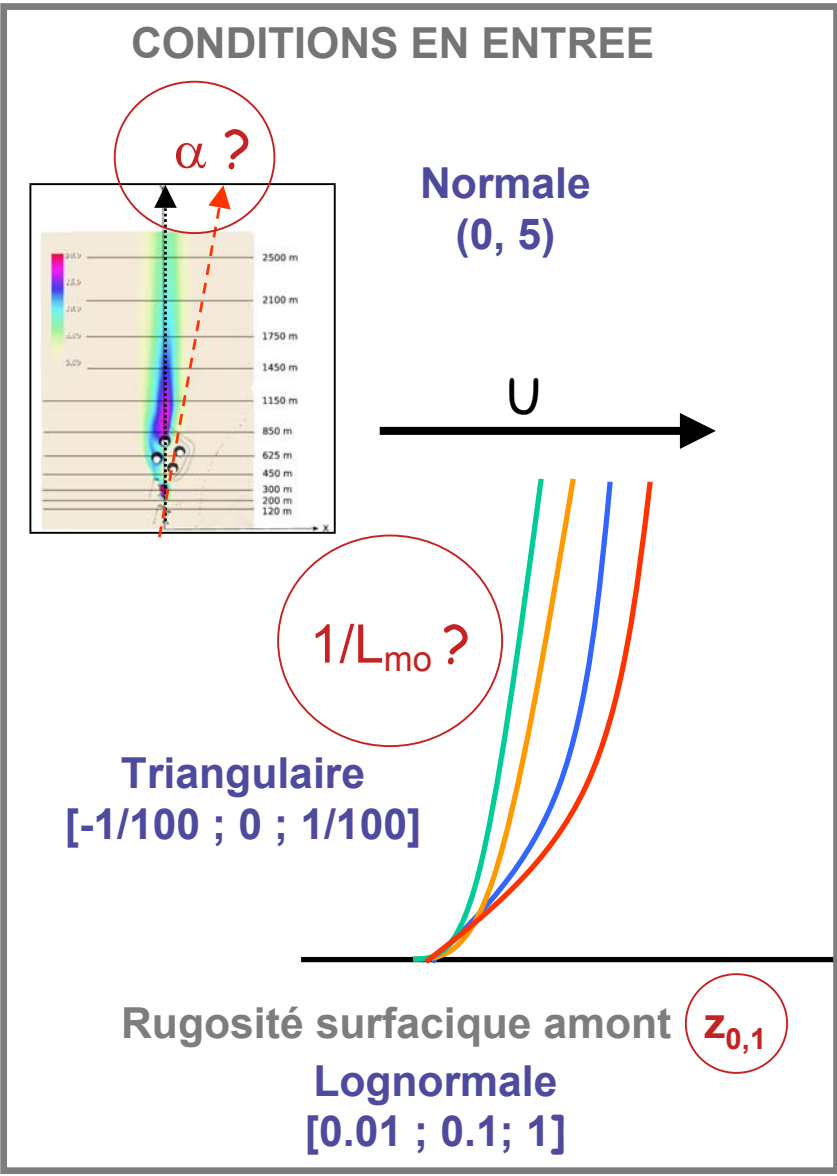 CONDITIONS EN ENTREE
α ?
Normale
(0, 5)
2500 m
2100 m
1750 m
1450 m
1150 m
850 m
625 m
450 m
300 m
200 m
120 m
X
U
1/Lmo ?
Triangulaire
[-1/100 ; 0 ; 1/100]
Rugosité surfacique amont z0,1
Lognormale
[0.01 ; 0.1; 1]